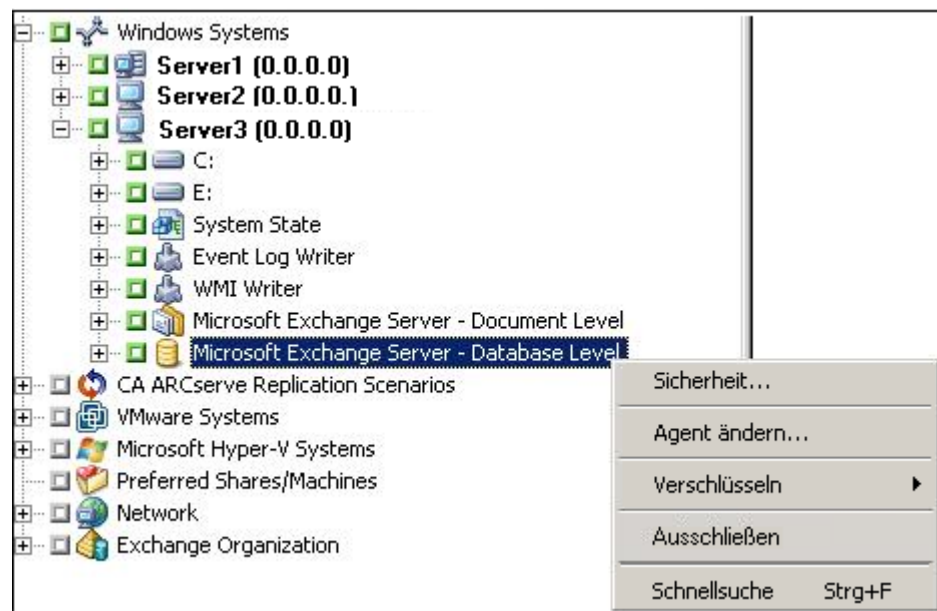 Windows Systems
Server1 (0.0.0.0)
Server2 (0.0.0.0.)
Server3 (0.0.0.0)
C:
E:
System State
Event Log Writer
WMI Writer
Microsoft Exchange Server - Document Level
Microsoft Exchange Server - Database Level
CA ARCserve Replication Scenarios
VMware Systems
Microsoft Hyper-V Systems
Preferred Shares/Machines
Network
Exchange Organization
Sicherheit...
Agent ändern...
Verschlüsseln
Ausschließen
Schnellsuche Strg+F